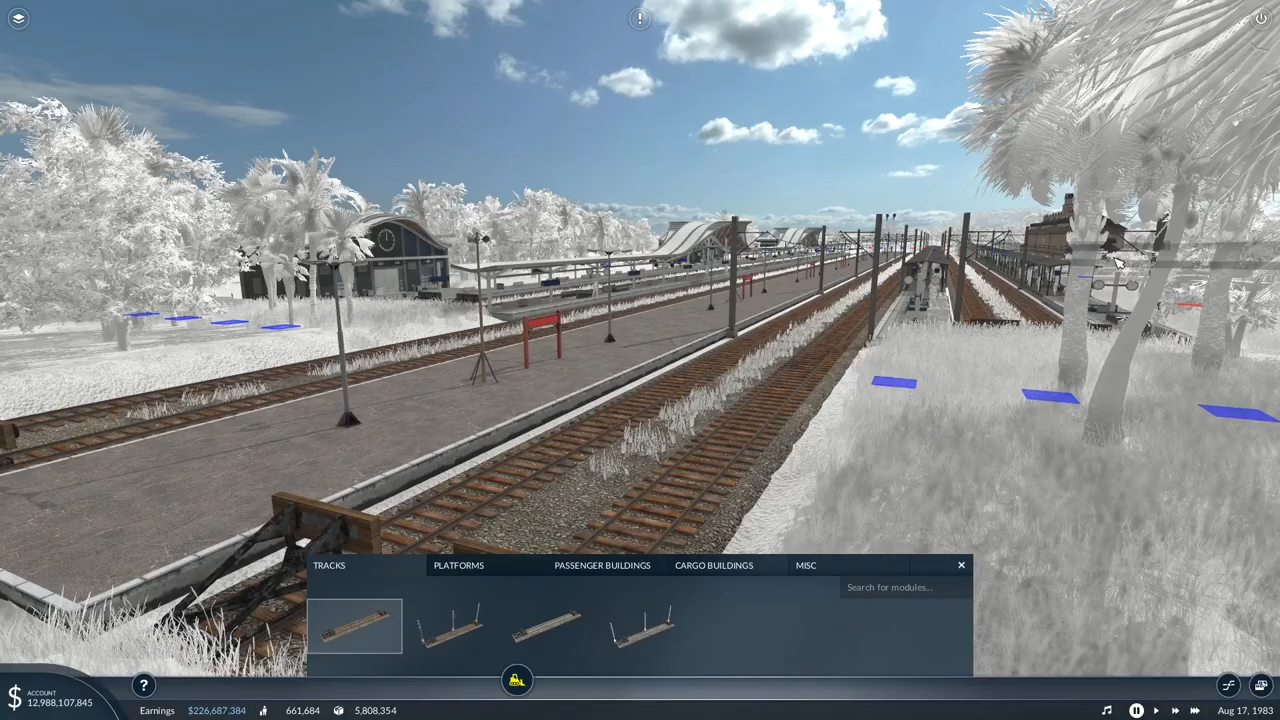 TRACKS
PLATFORMS
PASSENGER BUILDINGS
CARGO BUILDINGS
MISC
Search for modules...
$
ACCOUNT
12,988,107,845
?
Earnings
$226,687,384
661,684
5,808,354
Aug 17, 1983